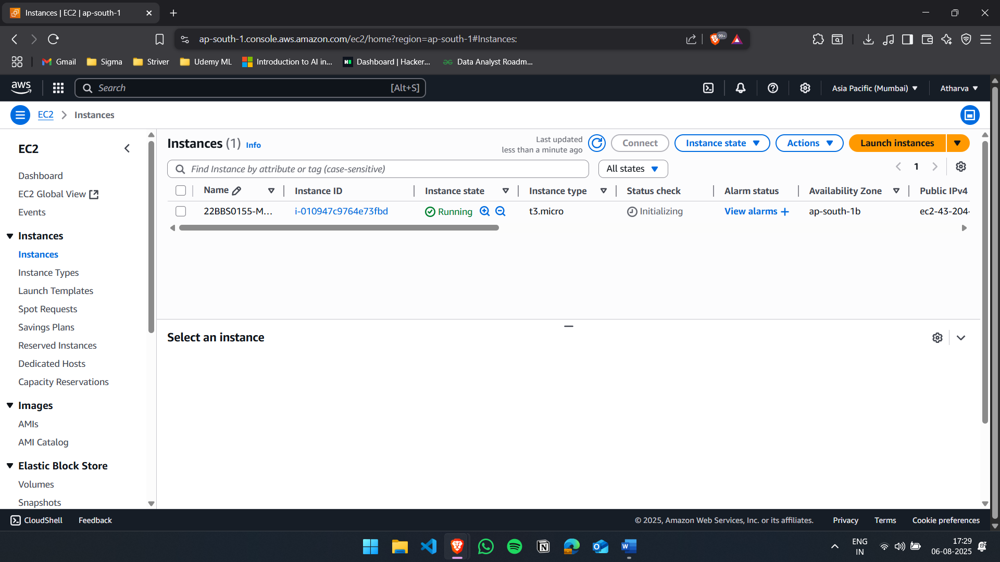 Instances | EC2 | ap-south-1
ap-south-1.console.aws.amazon.com/ec2/home?region=ap-south-1#Instances:
99+
Gmail
Sigma
Striver
Udemy ML
Introduction to AI in...
Dashboard | Hacker...
Data Analyst Roadm...
aws
Search
[Alt+S]
Asia Pacific (Mumbai)
Atharva
EC2
Instances
EC2
Dashboard
EC2 Global View
Events
Instances
Instances
Instance Types
Launch Templates
Spot Requests
Savings Plans
Reserved Instances
Dedicated Hosts
Capacity Reservations
Images
AMIs
AMI Catalog
Elastic Block Store
Volumes
Snapshots
Instances (1) Info
Last updated
less than a minute ago
Connect
Instance state
Actions
Launch instances
Find Instance by attribute or tag (case-sensitive)
All states
1
Name
Instance ID
Instance state
Instance type
Status check
Alarm status
Availability Zone
Public IPv4
22BBS0155-M...
i-010947c9764e73fbd
Running
t3.micro
Initializing
View alarms +
ap-south-1b
ec2-43-204-
Select an instance
CloudShell
Feedback
© 2025, Amazon Web Services, Inc. or its affiliates.
Privacy
Terms
Cookie preferences
ENG
IN
17:29
06-08-2025